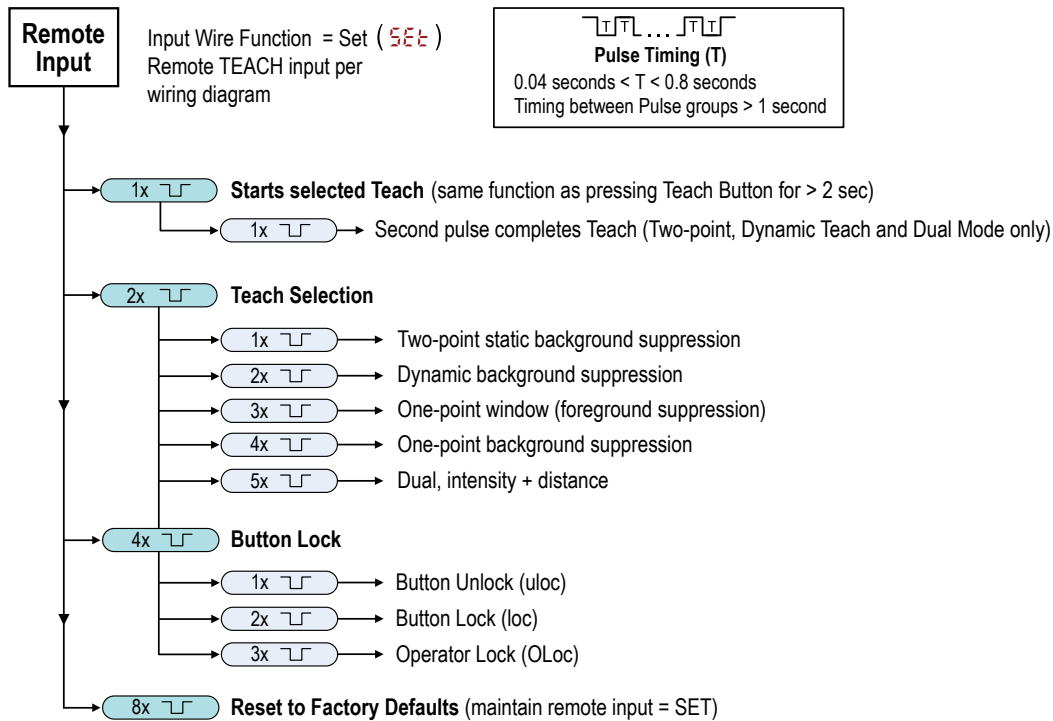 Remote
Input
Input Wire Function = Set ( SEt )
Remote TEACH input per
wiring diagram
T T ... T T
Pulse Timing (T)
0.04 seconds < T < 0.8 seconds
Timing between Pulse groups > 1 second
1x Starts selected Teach (same function as pressing Teach Button for > 2 sec)
1x Second pulse completes Teach (Two-point, Dynamic Teach and Dual Mode only)
2x Teach Selection
1x Two-point static background suppression
2x Dynamic background suppression
3x One-point window (foreground suppression)
4x One-point background suppression
5x Dual, intensity + distance
4x Button Lock
1x Button Unlock (uloc)
2x Button Lock (loc)
3x Operator Lock (OLoc)
8x Reset to Factory Defaults (maintain remote input = SET)